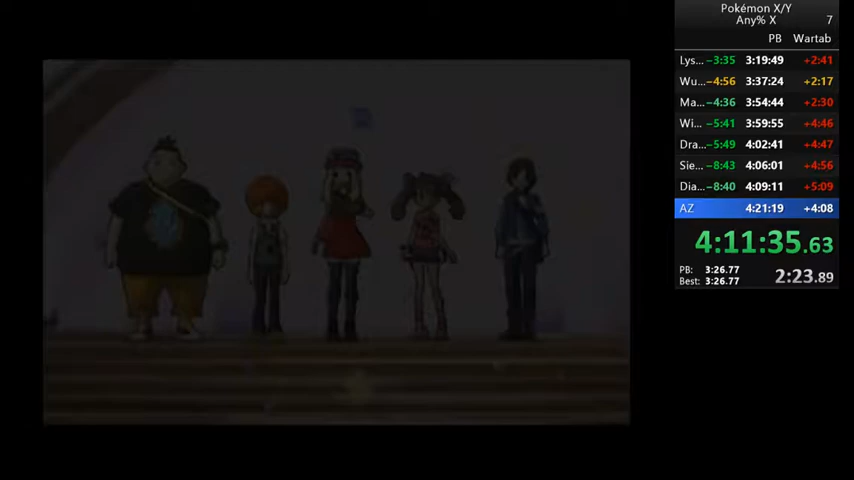 Pokémon X/Y
Any% X 7
PB Wartab
Lys... −3:35 3:19:49 +2:41
Wu... −4:56 3:37:24 +2:17
Ma... −4:36 3:54:44 +2:30
Wi... −5:41 3:59:55 +4:46
Dra... −5:49 4:02:41 +4:47
Sie... −8:43 4:06:01 +4:56
Dia... −8:40 4:09:11 +5:09
AZ 4:21:19 +4:08
4:11:35.63
PB: 3:26.77
Best: 3:26.77
2:23.89